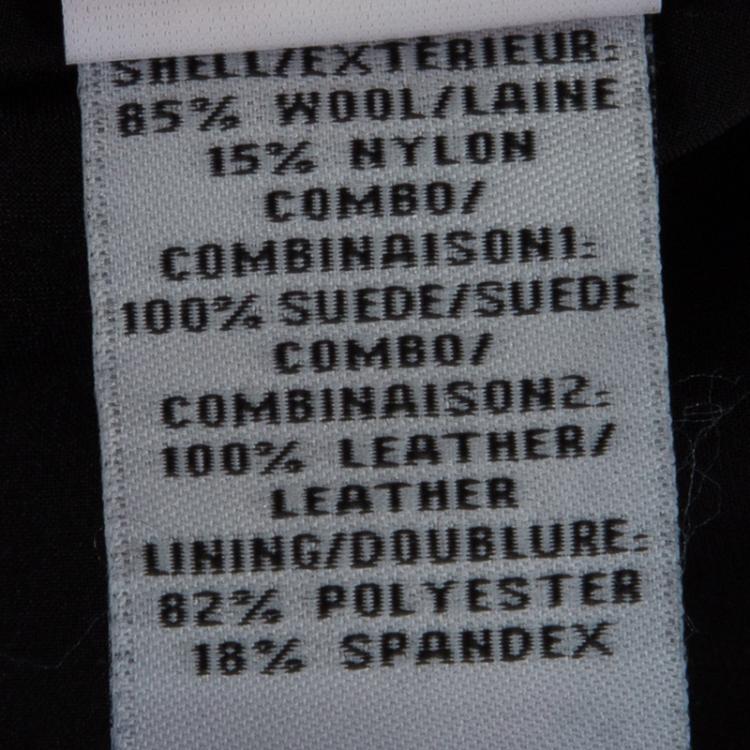 SHELL/EXTÉRIEUR:
85% WOOL/LAINE
15% NYLON
COMBO/
COMBINAISON1:
100% SUEDE/SUEDE
COMBO/
COMBINAISON2:
100% LEATHER/
LEATHER
LINING/DOUBLURE:
82% POLYESTER
18% SPANDEX